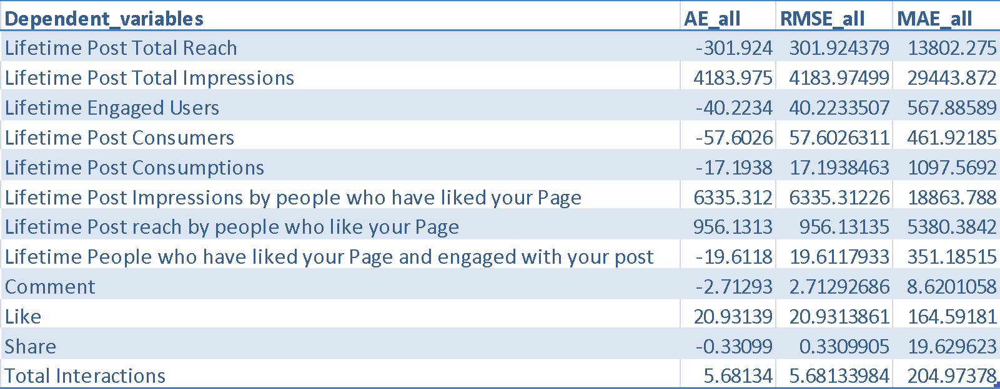 Dependent_variables AE_all RMSE_all MAE_all
Lifetime Post Total Reach -301.924 301.924379 13802.275
Lifetime Post Total Impressions 4183.975 4183.97499 29443.872
Lifetime Engaged Users -40.2234 40.2233507 567.88589
Lifetime Post Consumers -57.6026 57.6026311 461.92185
Lifetime Post Consumptions -17.1938 17.1938463 1097.5692
Lifetime Post Impressions by people who have liked your Page 6335.312 6335.31226 18863.788
Lifetime Post reach by people who like your Page 956.1313 956.13135 5380.3842
Lifetime People who have liked your Page and engaged with your post -19.6118 19.6117933 351.18515
Comment -2.71293 2.71292686 8.6201058
Like 20.93139 20.9313861 164.59181
Share -0.33099 0.3309905 19.629623
Total Interactions 5.68134 5.68133984 204.97378